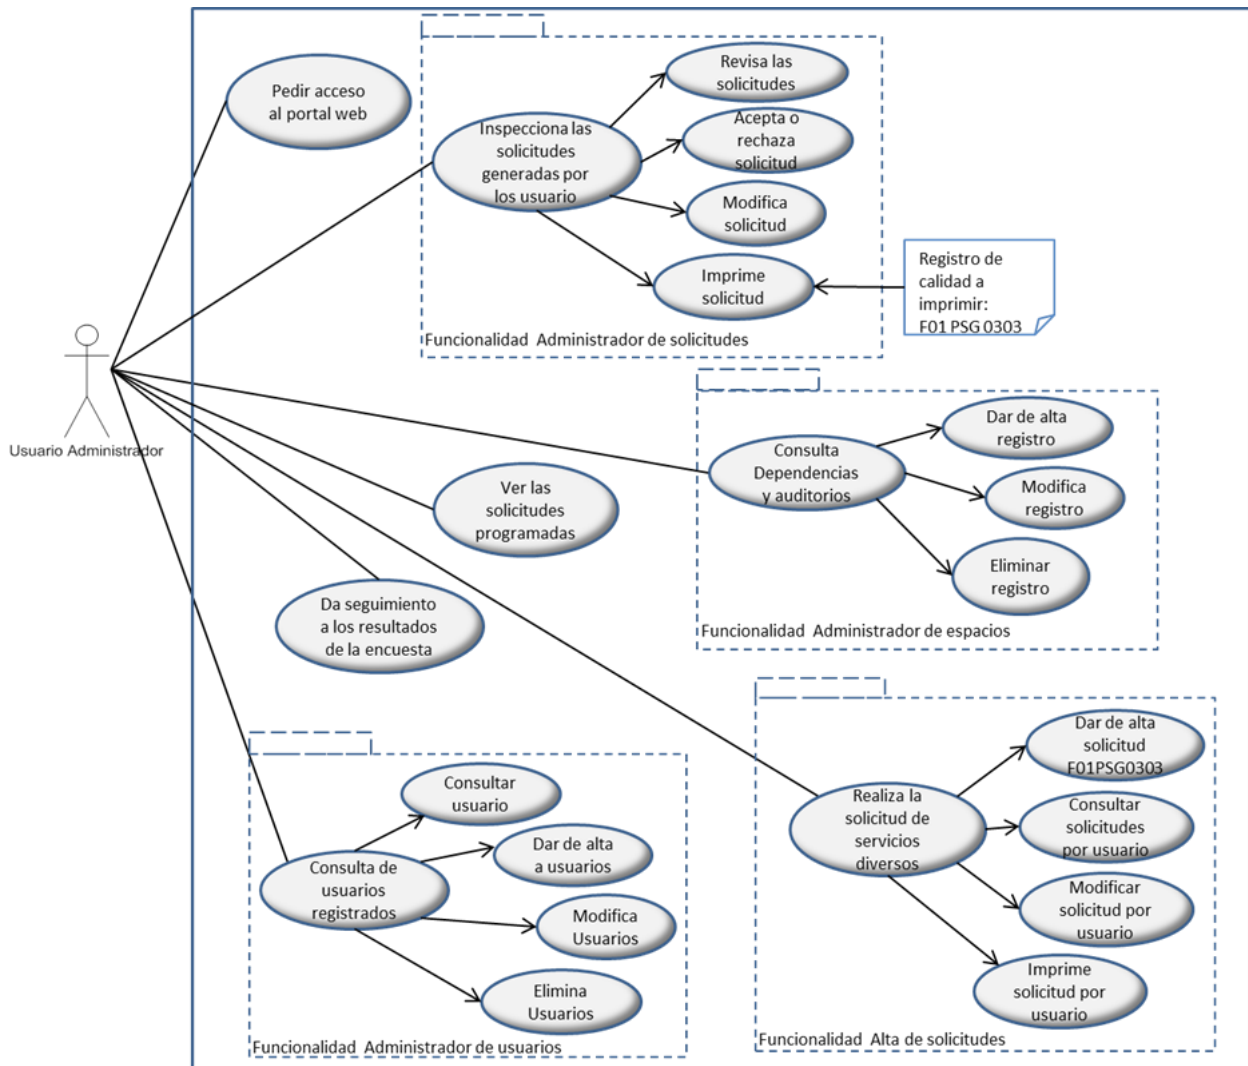 Pedir acceso
al portal web
Inspecciona las
solicitudes
generadas por
los usuario
Revisa las
solicitudes
Acepta o
rechaza
solicitud
Modifica
solicitud
Imprime
solicitud
Registro de
calidad a
imprimir:
F01 PSG 0303
Funcionalidad Administrador de solicitudes
Usuario Administrador
Consulta
Dependencias
y auditorios
Dar de alta
registro
Modifica
registro
Eliminar
registro
Funcionalidad Administrador de espacios
Ver las
solicitudes
programadas
Da seguimiento
a los resultados
de la encuesta
Consulta de
usuarios
registrados
Consultar
usuario
Dar de alta
a usuarios
Modifica
Usuarios
Elimina
Usuarios
Funcionalidad Administrador de usuarios
Realiza la
solicitud de
servicios
diversos
Dar de alta
solicitud
F01PSG0303
Consultar
solicitudes
por usuario
Modificar
solicitud por
usuario
Imprime
solicitud por
usuario
Funcionalidad Alta de solicitudes